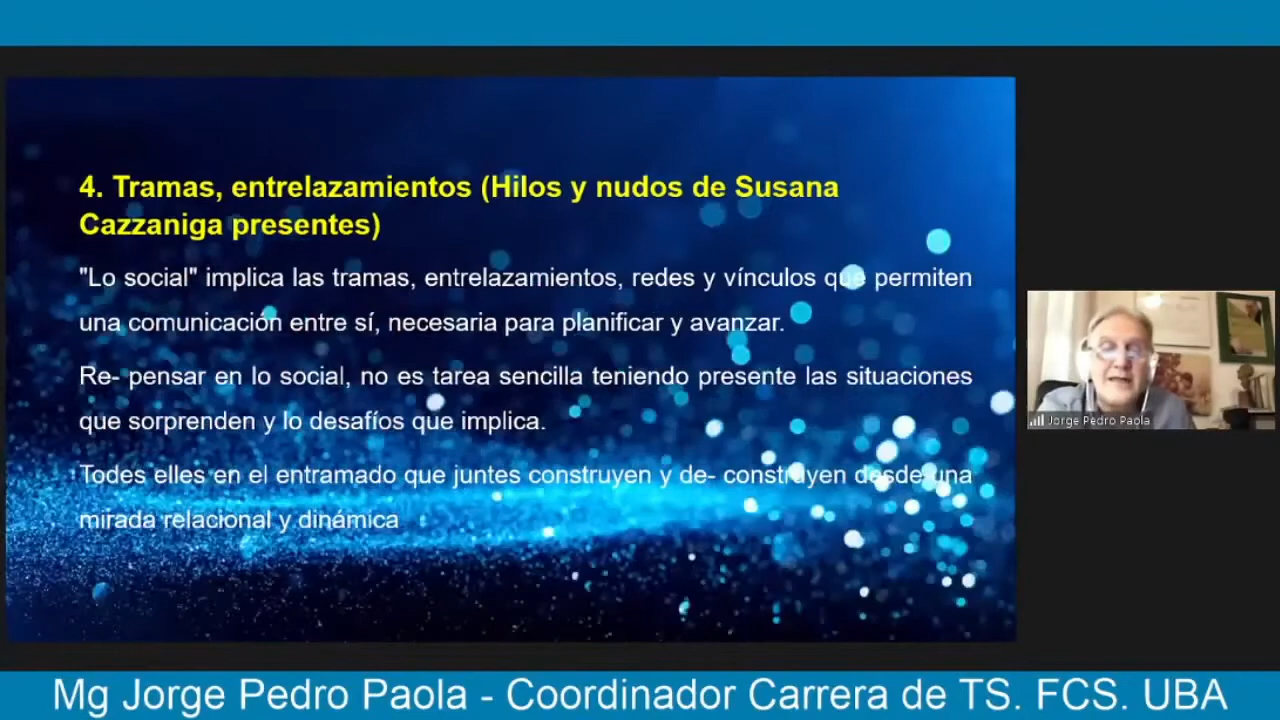 4. Tramas, entrelazamientos (Hilos y nudos de Susana
Cazzaniga presentes)
"Lo social" implica las tramas, entrelazamientos, redes y vínculos que permiten
una comunicación entre sí, necesaria para planificar y avanzar.
Re- pensar en lo social, no es tarea sencilla teniendo presente las situaciones
que sorprenden y lo desafíos que implica.
Todes elles en el entramado que juntes construyen y de- construyen desde una
mirada relacional y dinámica
Jorge Pedro Paola
Mg Jorge Pedro Paola - Coordinador Carrera de TS. FCS. UBA